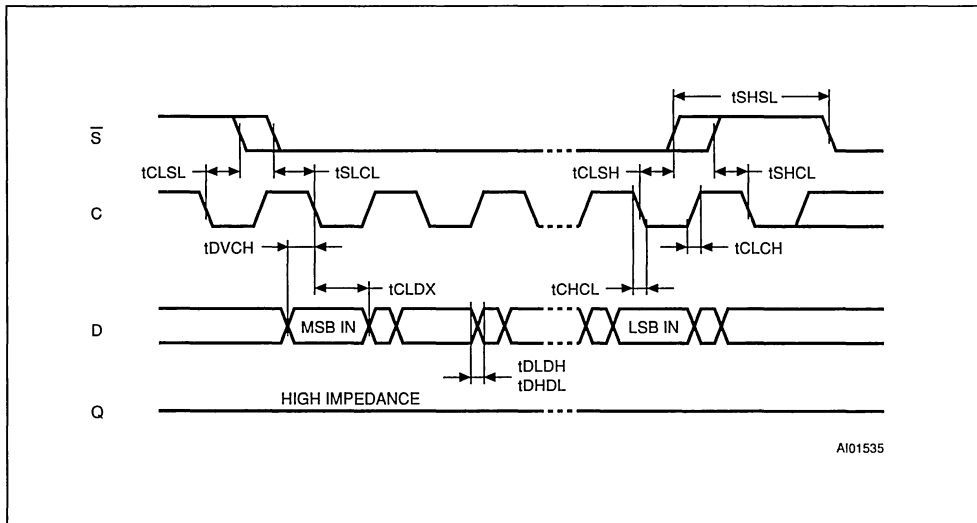 tSHSL
S
tCLSL
tSLCL
tCLSH
tSHCL
C
tDVCH
tCLCH
tCLDX
tCHCL
D
MSB IN
LSB IN
tDLDH
tDHDL
HIGH IMPEDANCE
Q
AI01535